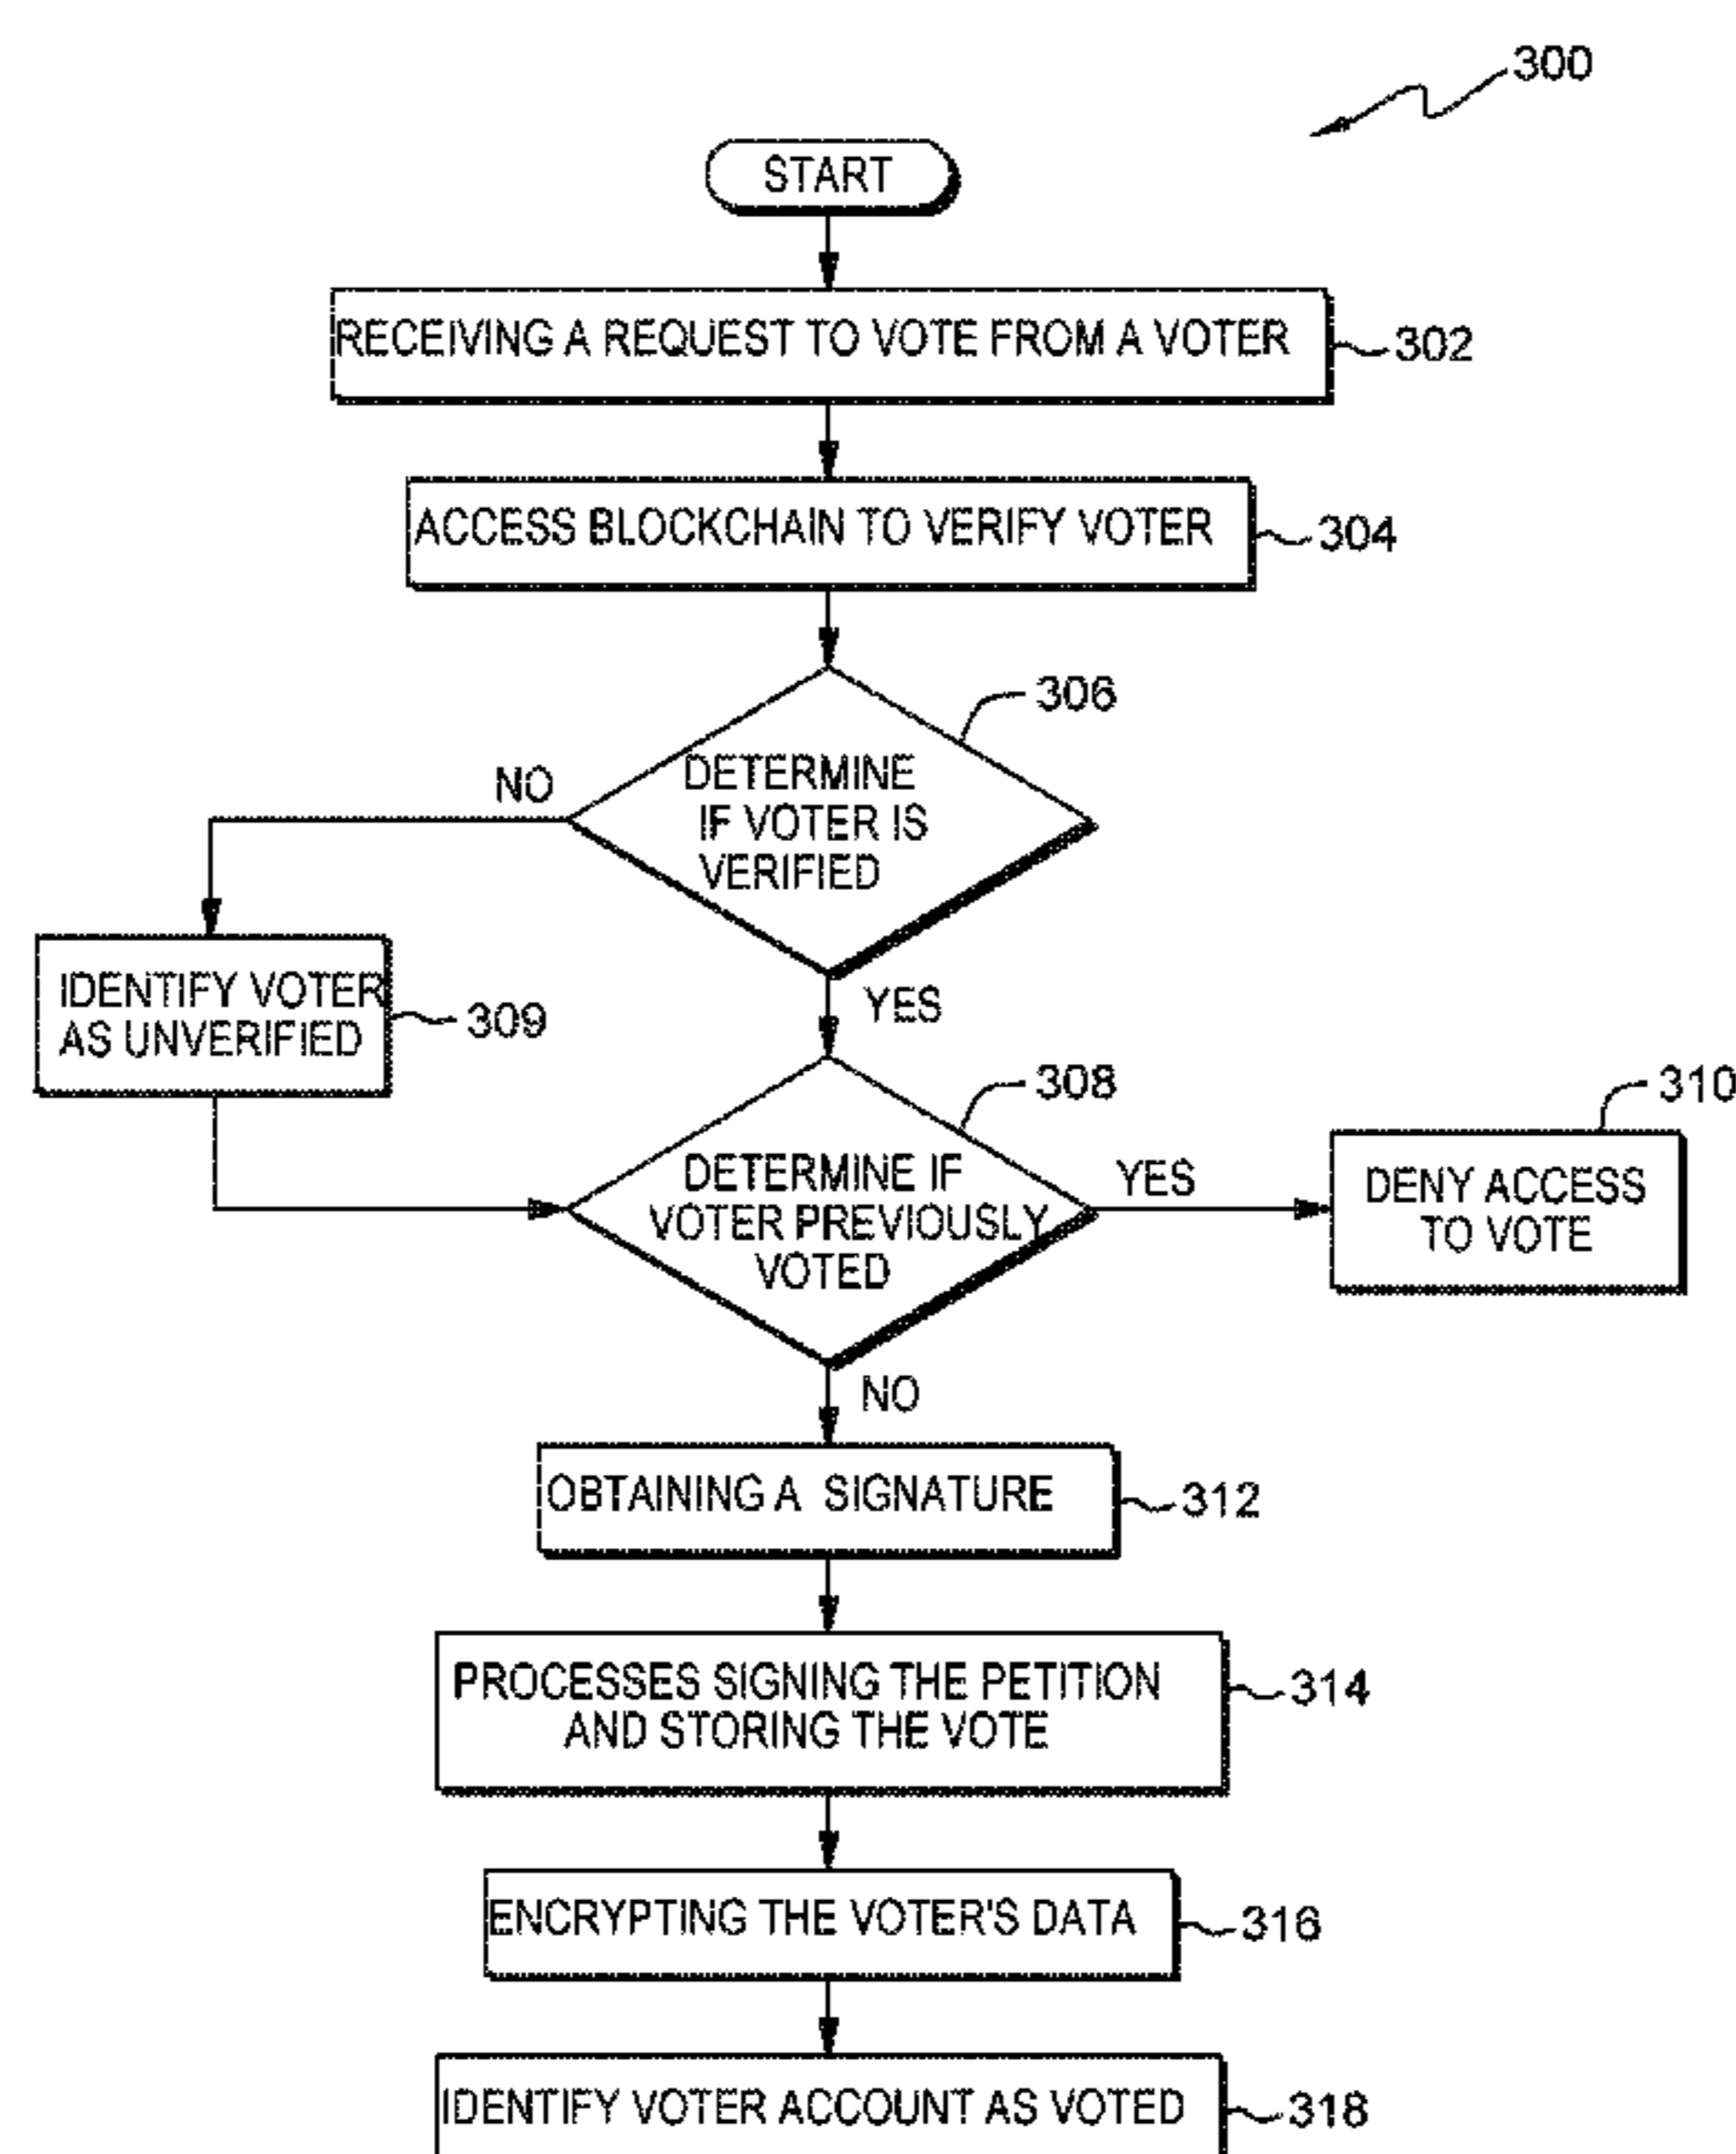 300
START
RECEIVING A REQUEST TO VOTE FROM A VOTER
302
ACCESS BLOCKCHAIN TO VERIFY VOTER
304
306
DETERMINE
IF VOTER IS
VERIFIED
NO
YES
IDENTIFY VOTER
AS UNVERIFIED
309
308
DETERMINE IF
VOTER PREVIOUSLY
VOTED
YES
310
DENY ACCESS
TO VOTE
NO
OBTAINING A SIGNATURE
312
PROCESSES SIGNING THE PETITION
AND STORING THE VOTE
314
ENCRYPTING THE VOTER'S DATA
316
IDENTIFY VOTER ACCOUNT AS VOTED
318